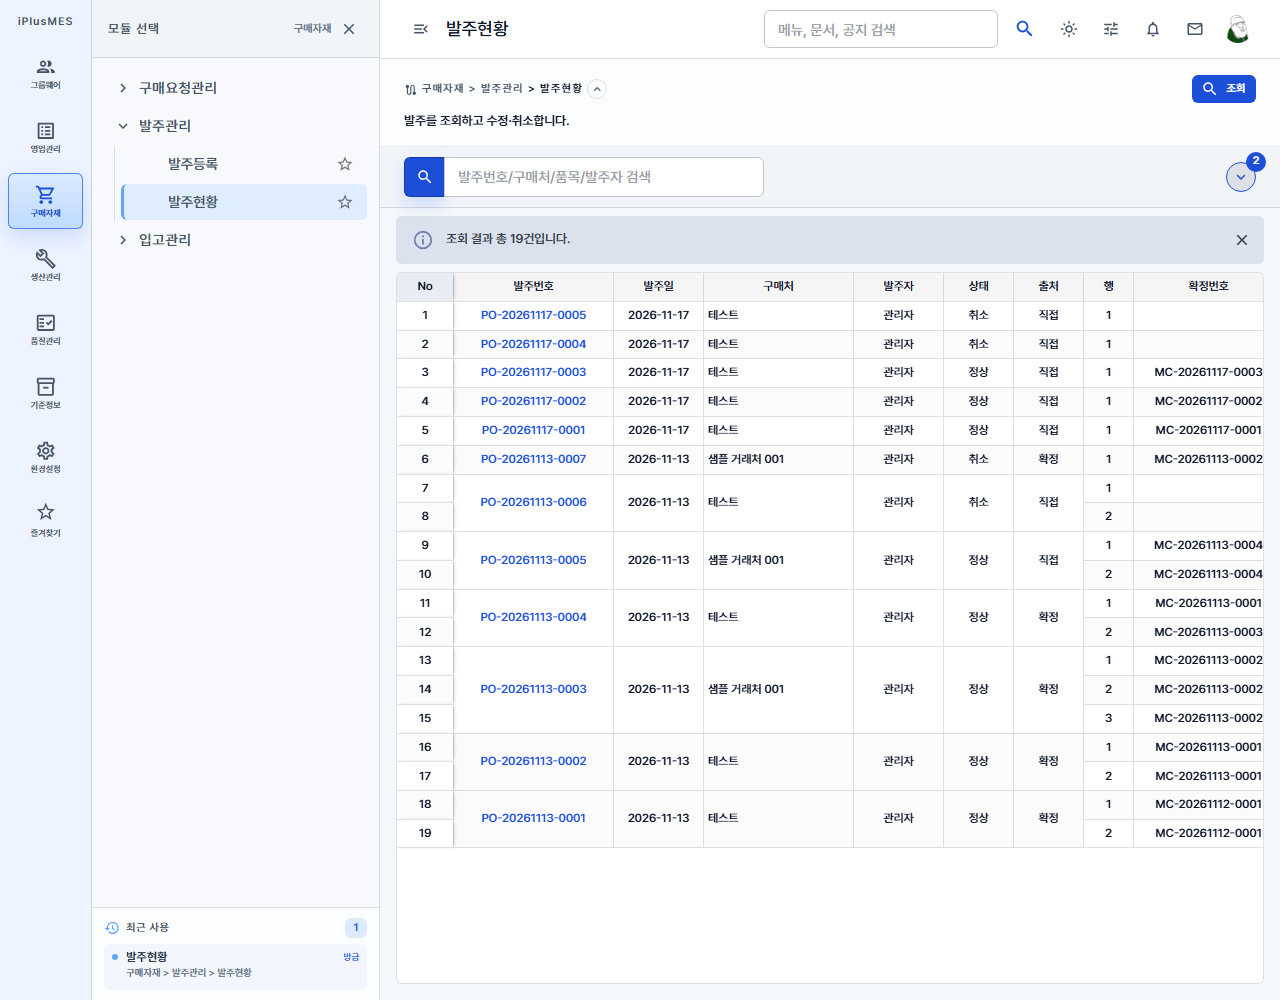 iPlusMES
그룹웨어
영업관리
구매자재
생산관리
품질관리
기준정보
환경설정
즐겨찾기
모듈 선택
구매자재
구매요청관리
발주관리
발주등록
발주현황
입고관리
최근 사용
1
발주현황
방금
구매자재 > 발주관리 > 발주현황
발주현황
메뉴, 문서, 공지 검색
구매자재 > 발주관리 > 발주현황
조회
발주를 조회하고 수정·취소합니다.
발주번호/구매처/품목/발주자 검색
2
조회 결과 총 19건입니다.
No 발주번호 발주일 구매처 발주자 상태 출처 행 확정번호
1 PO-20261117-0005 2026-11-17 테스트 관리자 취소 직접 1
2 PO-20261117-0004 2026-11-17 테스트 관리자 취소 직접 1
3 PO-20261117-0003 2026-11-17 테스트 관리자 정상 직접 1 MC-20261117-0003
4 PO-20261117-0002 2026-11-17 테스트 관리자 정상 직접 1 MC-20261117-0002
5 PO-20261117-0001 2026-11-17 테스트 관리자 정상 직접 1 MC-20261117-0001
6 PO-20261113-0007 2026-11-13 샘플 거래처 001 관리자 취소 확정 1 MC-20261113-0002
7 PO-20261113-0006 2026-11-13 테스트 관리자 취소 직접 1
8 2
9 PO-20261113-0005 2026-11-13 샘플 거래처 001 관리자 정상 직접 1 MC-20261113-0004
10 2 MC-20261113-0004
11 PO-20261113-0004 2026-11-13 테스트 관리자 정상 확정 1 MC-20261113-0001
12 2 MC-20261113-0003
13 1 MC-20261113-0002
14 PO-20261113-0003 2026-11-13 샘플 거래처 001 관리자 정상 확정 2 MC-20261113-0002
15 3 MC-20261113-0002
16 PO-20261113-0002 2026-11-13 테스트 관리자 정상 확정 1 MC-20261113-0001
17 2 MC-20261113-0001
18 PO-20261113-0001 2026-11-13 테스트 관리자 정상 확정 1 MC-20261112-0001
19 2 MC-20261112-0001